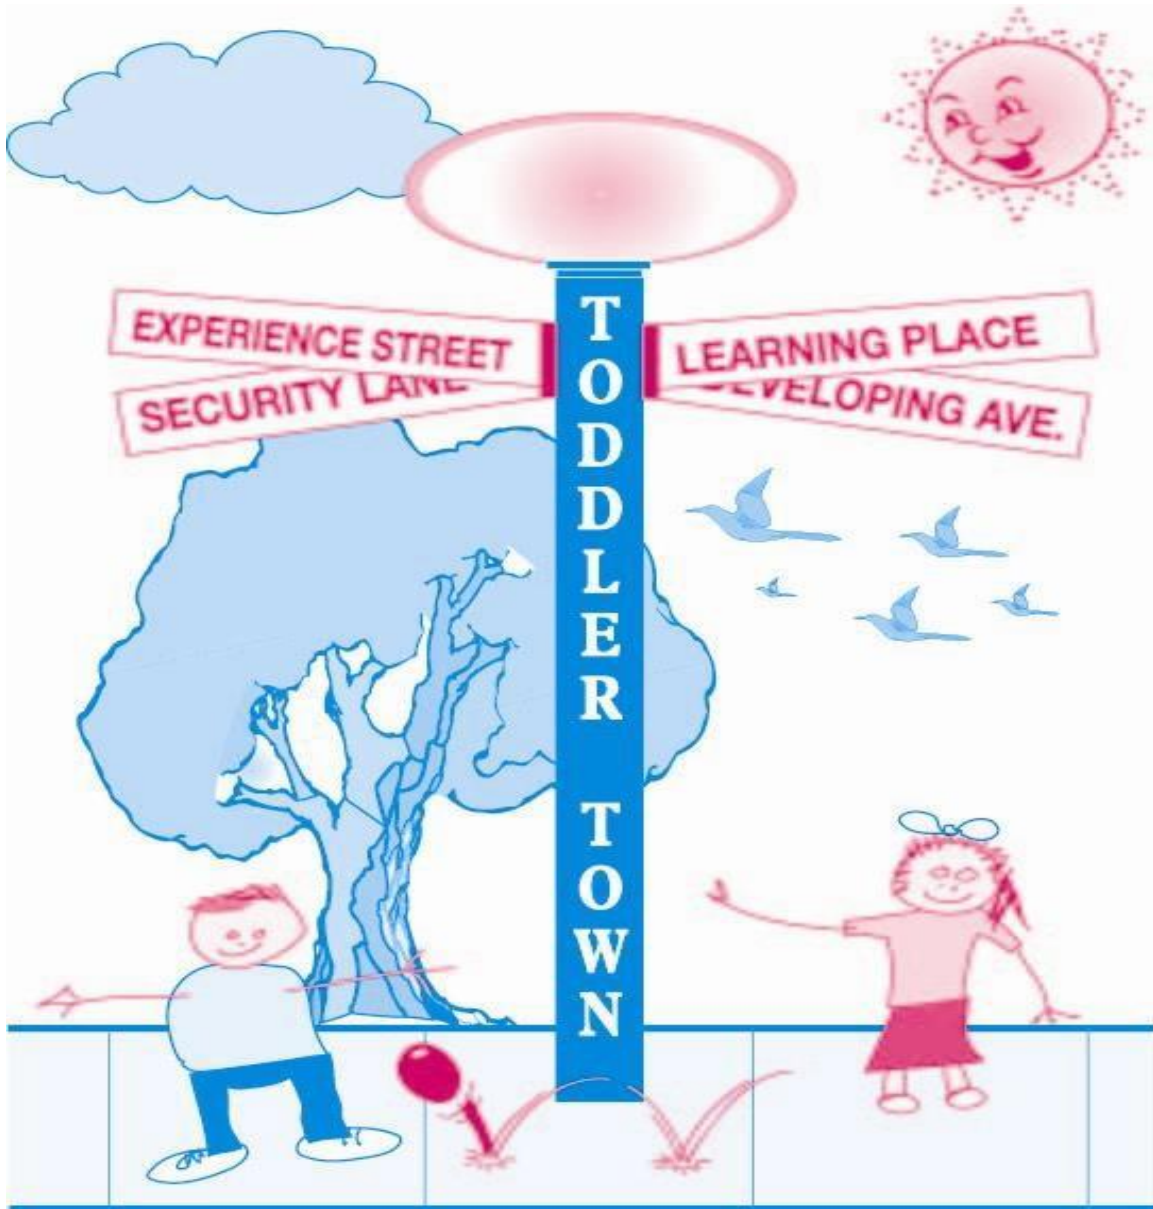 EXPERIENCE STREET
SECURITY LANE
LEARNING PLACE
DEVELOPING AVE.
TODDLER TOWN